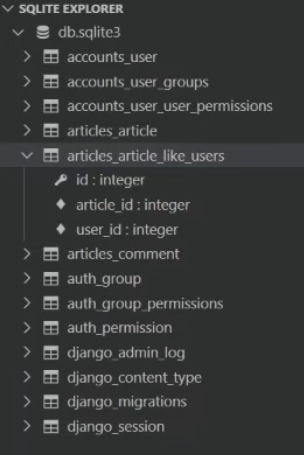 SQLITE EXPLORER
db.sqlite3
accounts_user
accounts_user_groups
accounts_user_user_permissions
articles_article
articles_article_like_users
id : integer
article_id : integer
user_id : integer
articles_comment
auth_group
auth_group_permissions
auth_permission
django_admin_log
django_content_type
django_migrations
django_session